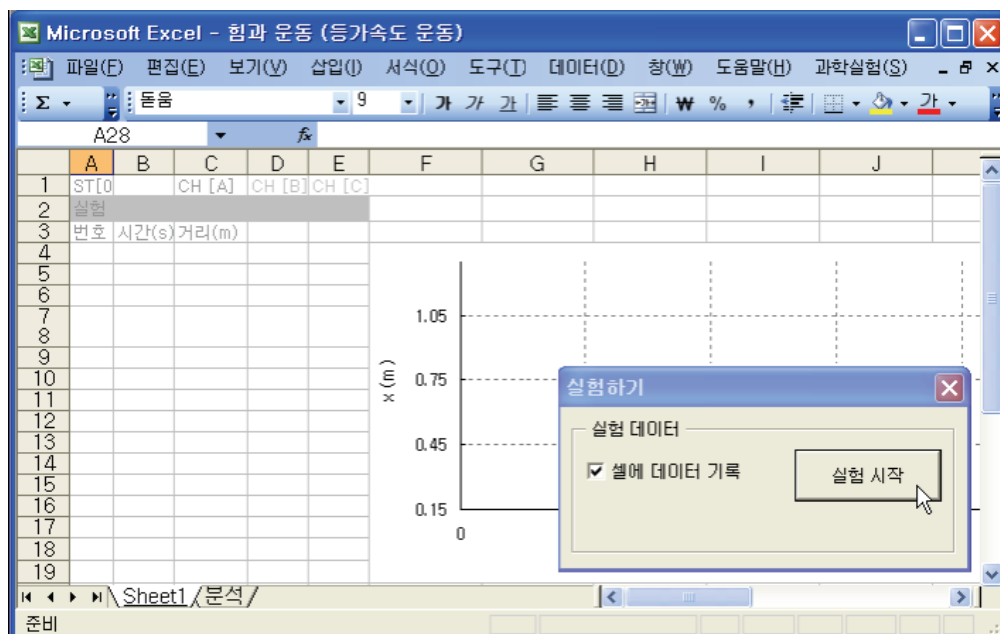 Microsoft Excel - 힘과 운동 (등가속도 운동)
파일(F) 편집(E) 보기(V) 삽입(I) 서식(O) 도구(T) 데이터(D) 창(W) 도움말(H) 과학실험(S)
Σ 돋움 9 가 가 가 ₩ % , 가
A28 fx
A B C D E F G H I J
1 ST[0 CH [A] CH [B] CH [C]
2 실험
3 번호 시간(s) 거리(m)
4
5
6
7
8
9
10
11
12
13
14
15
16
17
18
19
x (m)
1.05
0.75
0.45
0.15
0
실험하기
실험 데이터
셀에 데이터 기록
실험 시작
Sheet1 분석
준비